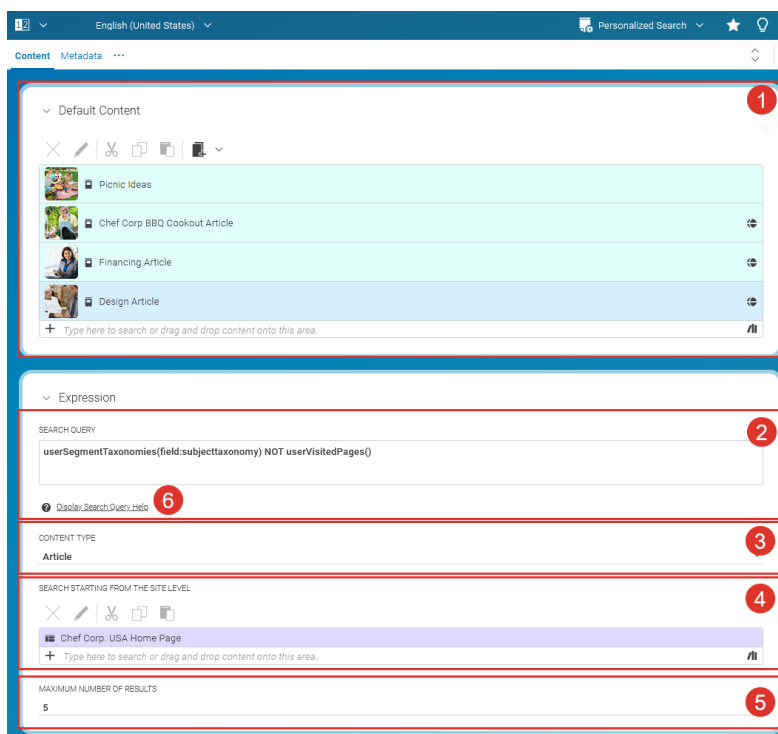 12
English (United States)
Personalized Search
Content Metadata ···
1
Default Content
Picnic Ideas
Chef Corp BBQ Cookout Article
Financing Article
Design Article
+ Type here to search or drag and drop content onto this area.
Expression
SEARCH QUERY
2
userSegmentTaxonomies(field:subjecttaxonomy) NOT userVisitedPages()
Display Search Query Help
6
CONTENT TYPE
3
Article
SEARCH STARTING FROM THE SITE LEVEL
4
Chef Corp. USA Home Page
+ Type here to search or drag and drop content onto this area.
MAXIMUM NUMBER OF RESULTS
5
5